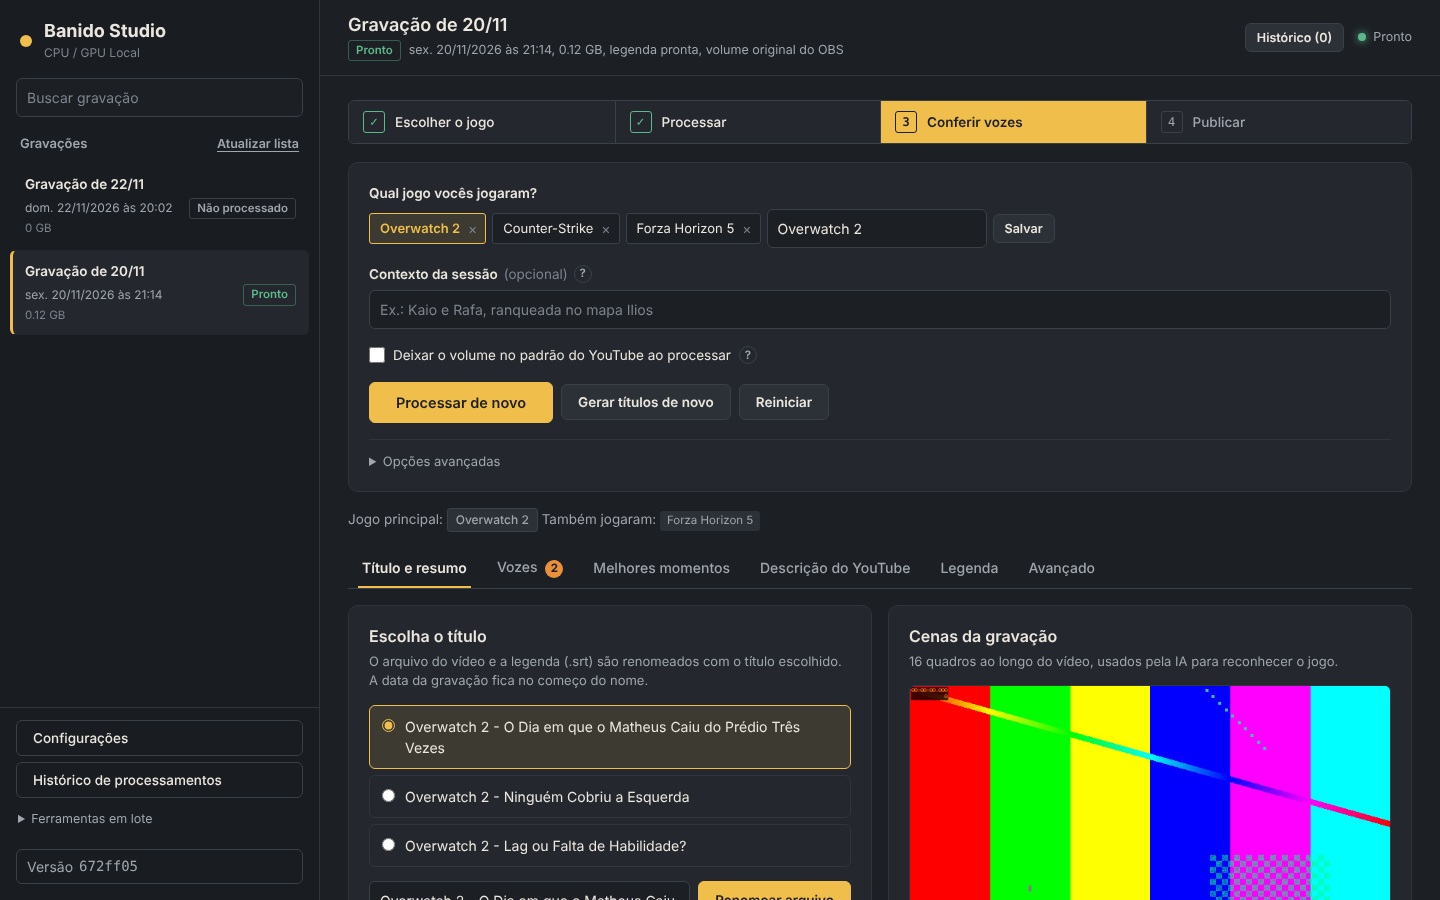 Banido Studio
CPU / GPU Local
Buscar gravação
Gravações
Atualizar lista
Gravação de 22/11
dom. 22/11/2026 às 20:02
Não processado
0 GB
Gravação de 20/11
sex. 20/11/2026 às 21:14
Pronto
0.12 GB
Configurações
Histórico de processamentos
Ferramentas em lote
Versão 672ff05
Gravação de 20/11
Pronto
sex. 20/11/2026 às 21:14, 0.12 GB, legenda pronta, volume original do OBS
Histórico (0)
Pronto
✓ Escolher o jogo
✓ Processar
3 Conferir vozes
4 Publicar
Qual jogo vocês jogaram?
Overwatch 2 ×
Counter-Strike ×
Forza Horizon 5 ×
Overwatch 2
Salvar
Contexto da sessão (opcional) ?
Ex.: Kaio e Rafa, ranqueada no mapa Ilios
Deixar o volume no padrão do YouTube ao processar ?
Processar de novo
Gerar títulos de novo
Reiniciar
Opções avançadas
Jogo principal: Overwatch 2 Também jogaram: Forza Horizon 5
Título e resumo
Vozes 2
Melhores momentos
Descrição do YouTube
Legenda
Avançado
Escolha o título
O arquivo do vídeo e a legenda (.srt) são renomeados com o título escolhido.
A data da gravação fica no começo do nome.
Overwatch 2 - O Dia em que o Matheus Caiu do Prédio Três
Vezes
Overwatch 2 - Ninguém Cobriu a Esquerda
Overwatch 2 - Lag ou Falta de Habilidade?
Overwatch 2 - O Dia em que o Matheus Caiu
Renomear arquivo
Cenas da gravação
16 quadros ao longo do vídeo, usados pela IA para reconhecer o jogo.